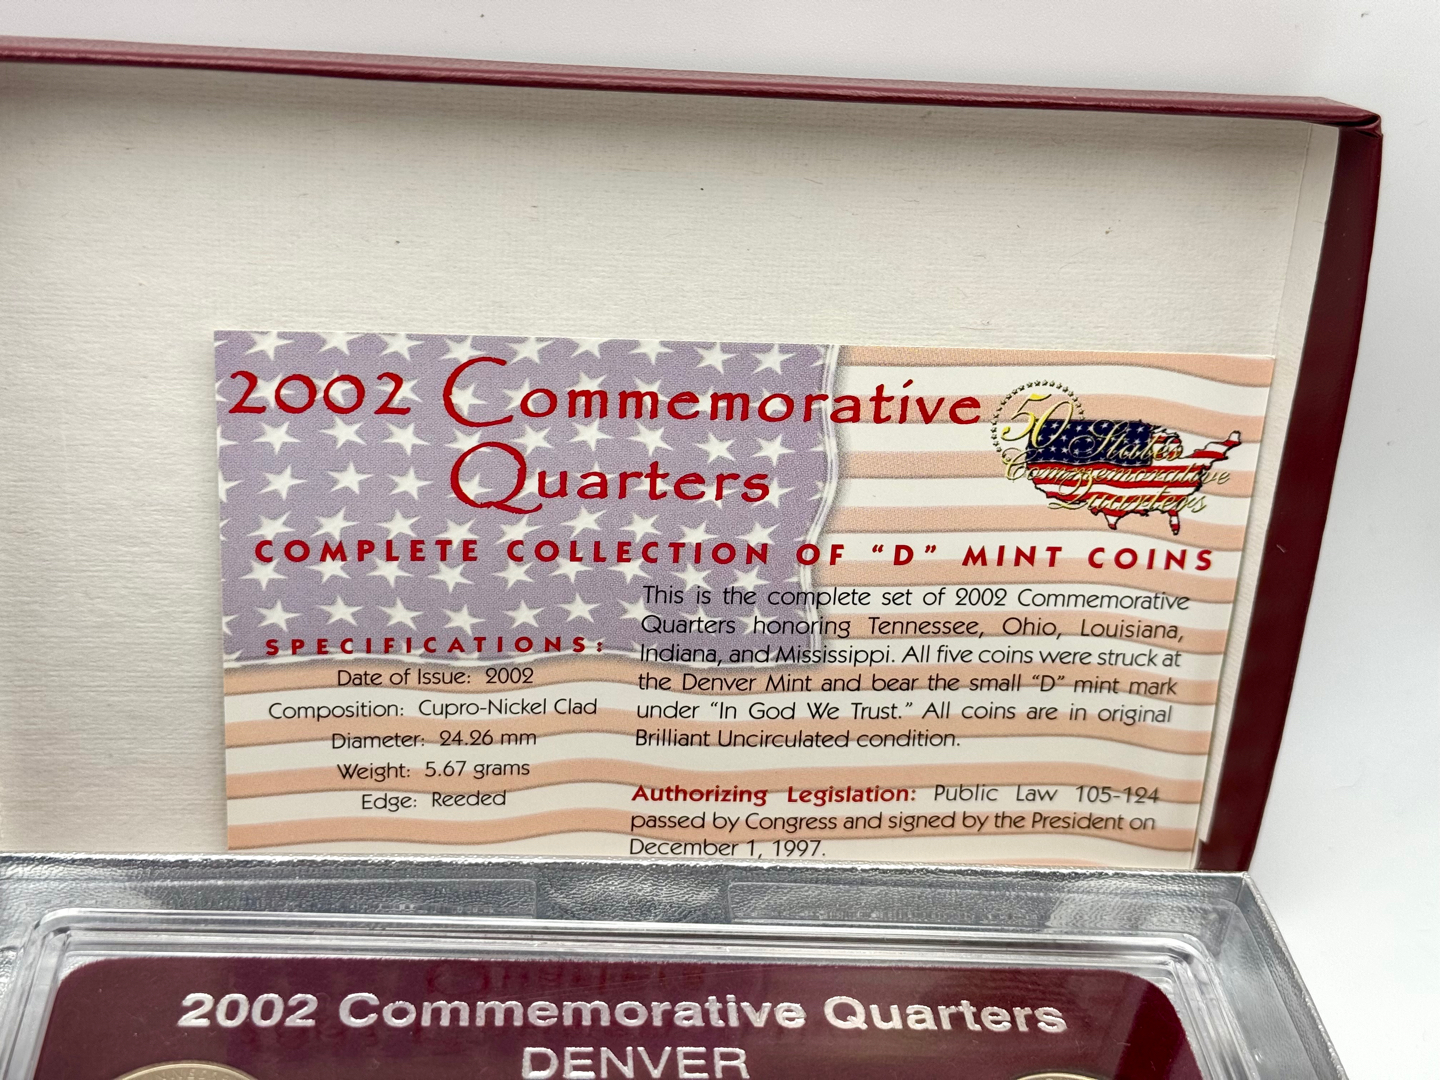 2002 Commemorative
Quarters
50 States
Commemorative
Quarters
COMPLETE COLLECTION OF “D” MINT COINS
SPECIFICATIONS:
Date of Issue: 2002
Composition: Cupro-Nickel Clad
Diameter: 24.26 mm
Weight: 5.67 grams
Edge: Reeded
This is the complete set of 2002 Commemorative
Quarters honoring Tennessee, Ohio, Louisiana,
Indiana, and Mississippi. All five coins were struck at
the Denver Mint and bear the small “D” mint mark
under “In God We Trust.” All coins are in original
Brilliant Uncirculated condition.
Authorizing Legislation: Public Law 105-124
passed by Congress and signed by the President on
December 1, 1997.
2002 Commemorative Quarters
DENVER